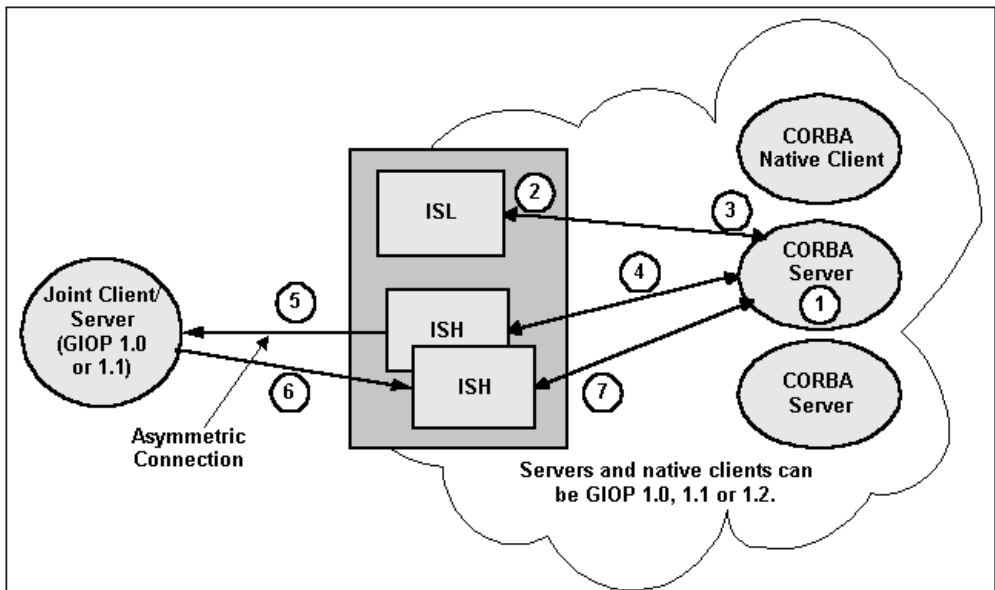 CORBA
Native Client
2
ISL
3
CORBA
Server
4
1
Joint Client/
Server
(GIOP 1.0
or 1.1)
5
ISH
ISH
6
7
CORBA
Server
Asymmetric
Connection
Servers and native clients can
be GIOP 1.0, 1.1 or 1.2.